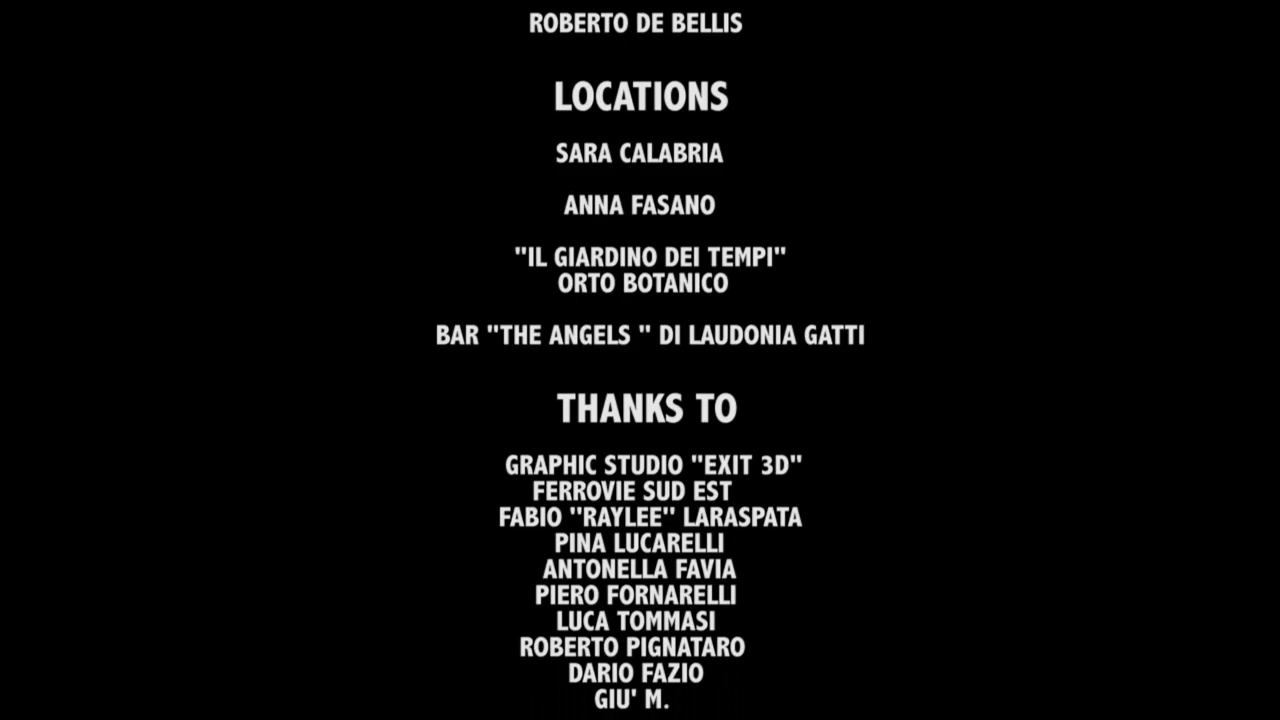 ROBERTO DE BELLIS
LOCATIONS
SARA CALABRIA
ANNA FASANO
"IL GIARDINO DEI TEMPI"
ORTO BOTANICO
BAR "THE ANGELS " DI LAUDONIA GATTI
THANKS TO
GRAPHIC STUDIO "EXIT 3D"
FERROVIE SUD EST
FABIO "RAYLEE" LARASPATA
PINA LUCARELLI
ANTONELLA FAVIA
PIERO FORNARELLI
LUCA TOMMASI
ROBERTO PIGNATARO
DARIO FAZIO
GIU' M.